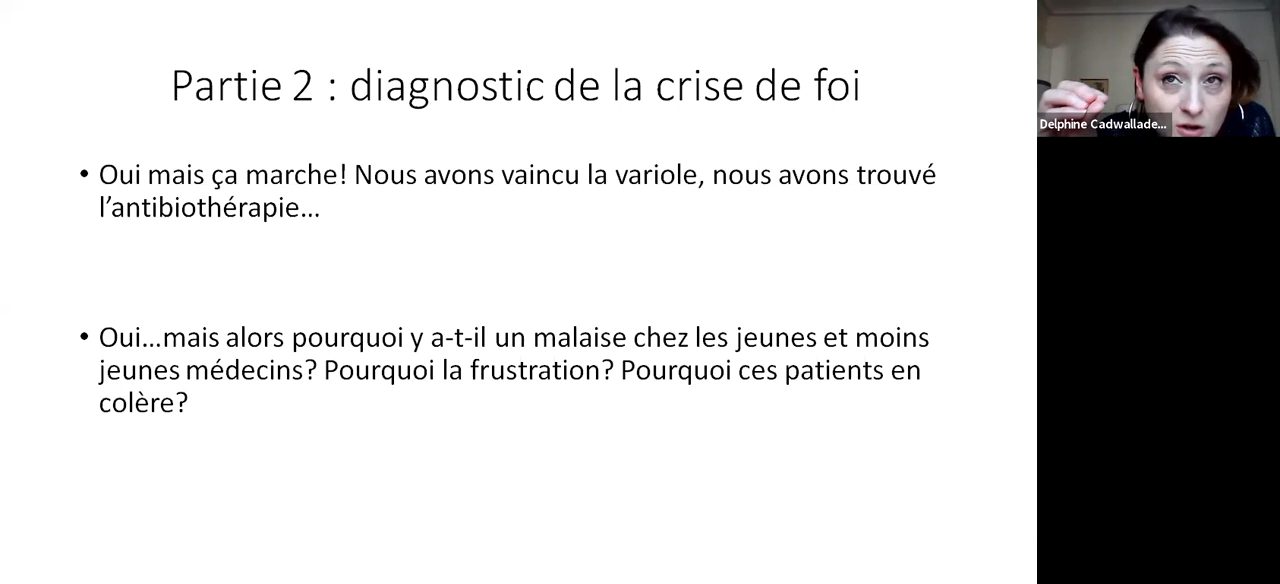 Partie 2 : diagnostic de la crise de foi
• Oui mais ça marche! Nous avons vaincu la variole, nous avons trouvé
l’antibiothérapie…
• Oui…mais alors pourquoi y a-t-il un malaise chez les jeunes et moins
jeunes médecins? Pourquoi la frustration? Pourquoi ces patients en
colère?
Delphine Cadwallade...